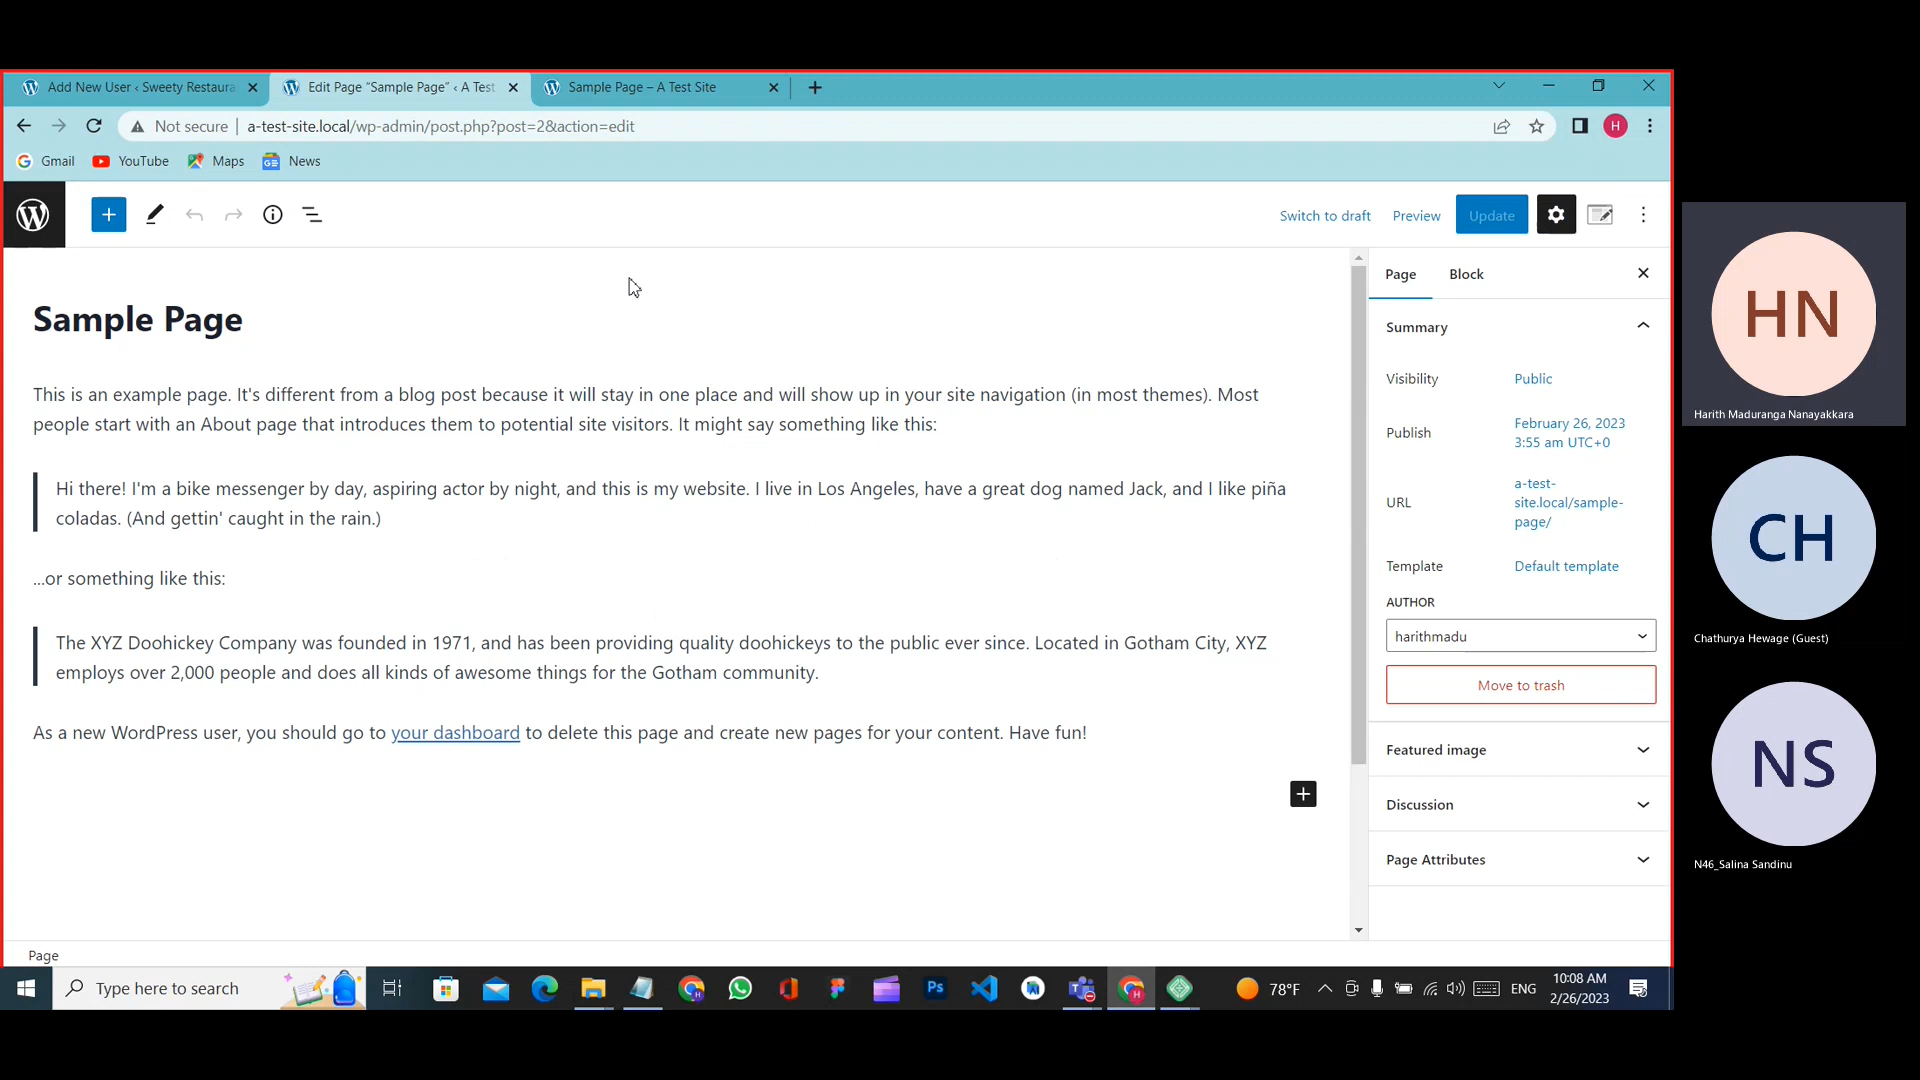 Add New User ‹ Sweety Restaura
Edit Page “Sample Page” ‹ A Test
Sample Page – A Test Site
Not secure
a-test-site.local/wp-admin/post.php?post=2&action=edit
H
Gmail
YouTube
Maps
News
Switch to draft
Preview
Update
Sample Page
This is an example page. It's different from a blog post because it will stay in one place and will show up in your site navigation (in most themes). Most
people start with an About page that introduces them to potential site visitors. It might say something like this:
Hi there! I'm a bike messenger by day, aspiring actor by night, and this is my website. I live in Los Angeles, have a great dog named Jack, and I like piña
coladas. (And gettin' caught in the rain.)
...or something like this:
The XYZ Doohickey Company was founded in 1971, and has been providing quality doohickeys to the public ever since. Located in Gotham City, XYZ
employs over 2,000 people and does all kinds of awesome things for the Gotham community.
As a new WordPress user, you should go to your dashboard to delete this page and create new pages for your content. Have fun!
Page
Page
Block
Summary
Visibility
Public
Publish
February 26, 2023
3:55 am UTC+0
URL
a-test-
site.local/sample-
page/
Template
Default template
AUTHOR
harithmadu
Move to trash
Featured image
Discussion
Page Attributes
HN
Harith Maduranga Nanayakkara
CH
Chathurya Hewage (Guest)
NS
N46_Salina Sandinu
Type here to search
Ps
78°F
ENG
10:08 AM
2/26/2023